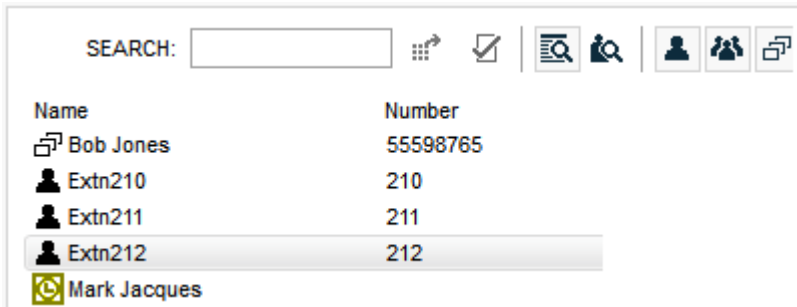 SEARCH:
Name Number
Bob Jones 55598765
Extn210 210
Extn211 211
Extn212 212
Mark Jacques